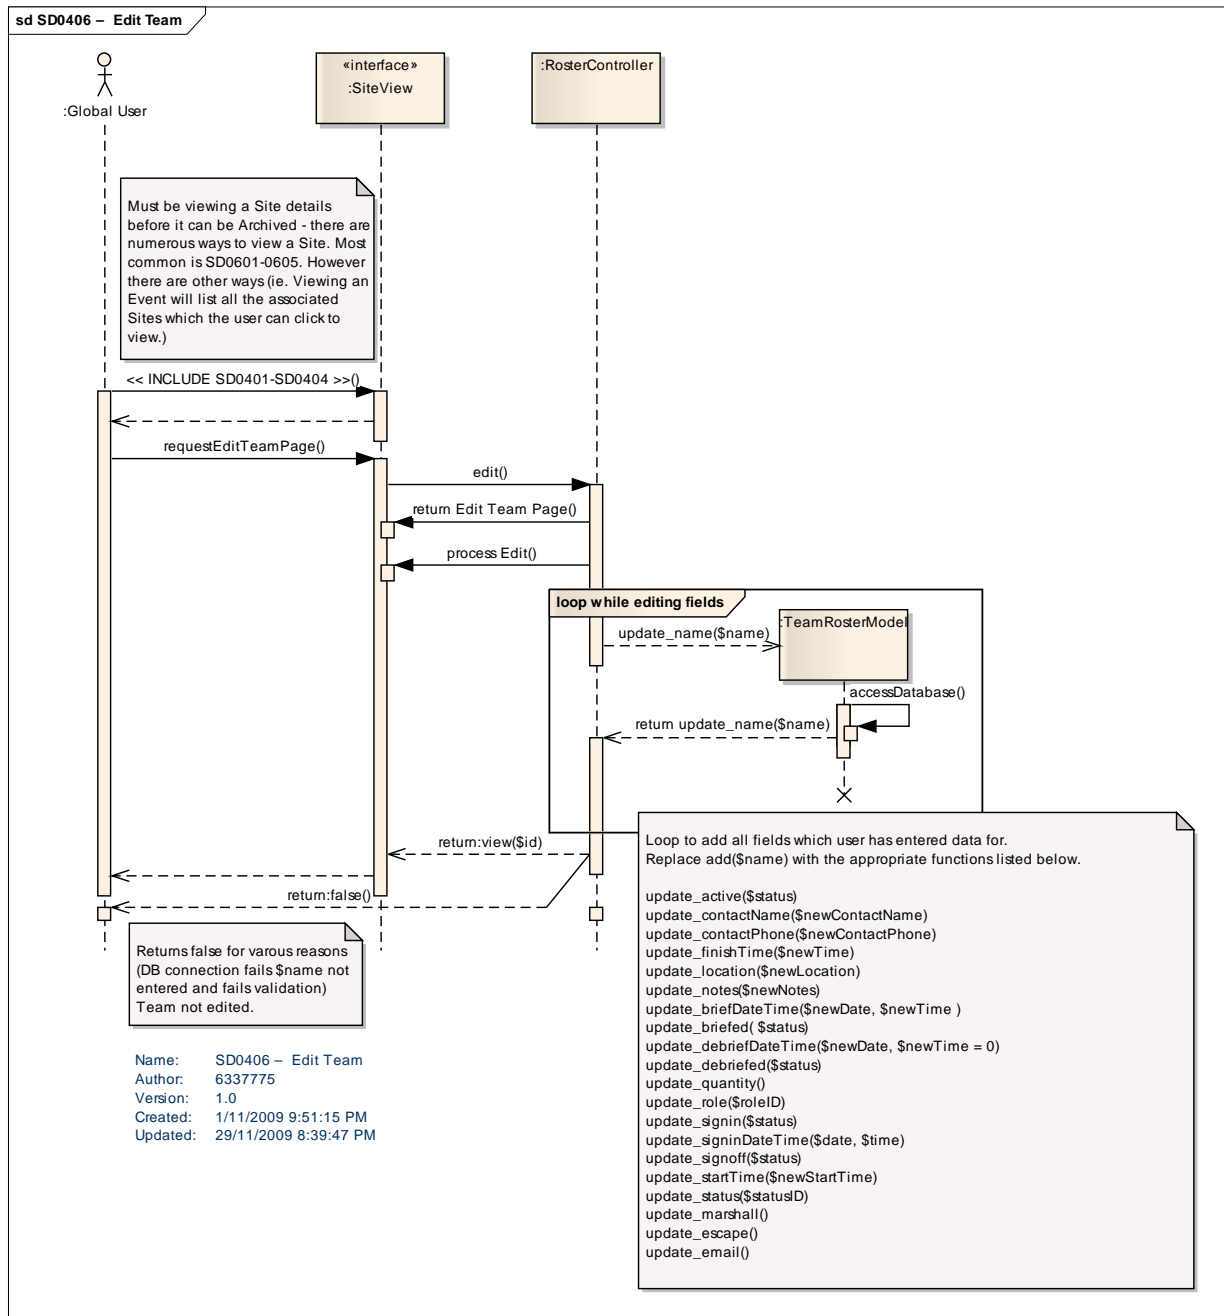 sd SD0406 –  Edit Team
«interface»
:SiteView
:RosterController
:Global User
Must be viewing a Site details
before it can be Archived - there are
numerous ways to view a Site. Most
common is SD0601-0605. However
there are other ways (ie. Viewing an
Event will list all the associated
Sites which the user can click to
view.)
<< INCLUDE SD0401-SD0404 >>()
requestEditTeamPage()
edit()
return Edit Team Page()
process Edit()
loop while editing fields
:TeamRosterModel
update_name($name)
accessDatabase()
return update_name($name)
return:view($id)
return:false()
Returns false for varous reasons
(DB connection fails $name not
entered and fails validation)
Team not edited.
Loop to add all fields which user has entered data for.
Replace add($name) with the appropriate functions listed below.
update_active($status)
update_contactName($newContactName)
update_contactPhone($newContactPhone)
update_finishTime($newTime)
update_location($newLocation)
update_notes($newNotes)
update_briefDateTime($newDate, $newTime )
update_briefed( $status)
update_debriefDateTime($newDate, $newTime = 0)
update_debriefed($status)
update_quantity()
update_role($roleID)
update_signin($status)
update_signinDateTime($date, $time)
update_signoff($status)
update_startTime($newStartTime)
update_status($statusID)
update_marshall()
update_escape()
update_email()
Name: SD0406 –  Edit Team
Author: 6337775
Version: 1.0
Created: 1/11/2009 9:51:15 PM
Updated: 29/11/2009 8:39:47 PM